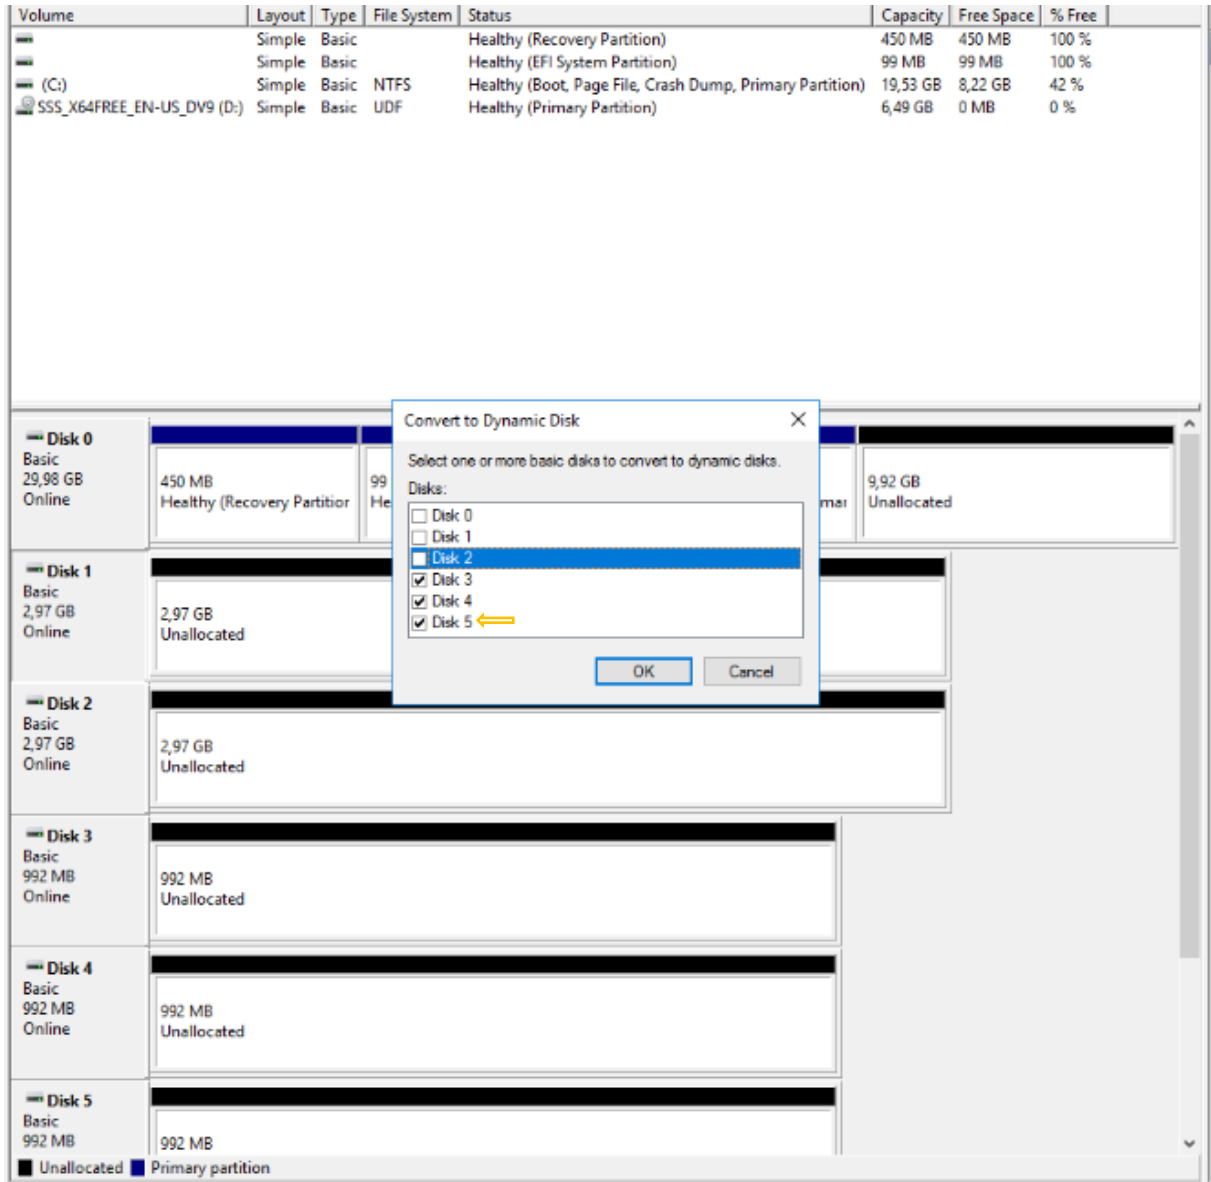 Volume Layout Type File System Status Capacity Free Space % Free
Simple Basic Healthy (Recovery Partition) 450 MB 450 MB 100 %
Simple Basic Healthy (EFI System Partition) 99 MB 99 MB 100 %
(C:) Simple Basic NTFS Healthy (Boot, Page File, Crash Dump, Primary Partition) 19,53 GB 8,22 GB 42 %
SSS_X64FREE_EN-US_DV9 (D:) Simple Basic UDF Healthy (Primary Partition) 6,49 GB 0 MB 0 %
Convert to Dynamic Disk
Select one or more basic disks to convert to dynamic disks.
Disks:
Disk 0
Disk 1
Disk 2
Disk 3
Disk 4
Disk 5
OK Cancel
Disk 0
Basic
29,98 GB
Online
450 MB
Healthy (Recovery Partition
99
He
mar
9,92 GB
Unallocated
Disk 1
Basic
2,97 GB
Online
2,97 GB
Unallocated
Disk 2
Basic
2,97 GB
Online
2,97 GB
Unallocated
Disk 3
Basic
992 MB
Online
992 MB
Unallocated
Disk 4
Basic
992 MB
Online
992 MB
Unallocated
Disk 5
Basic
992 MB
992 MB
Unallocated Primary partition